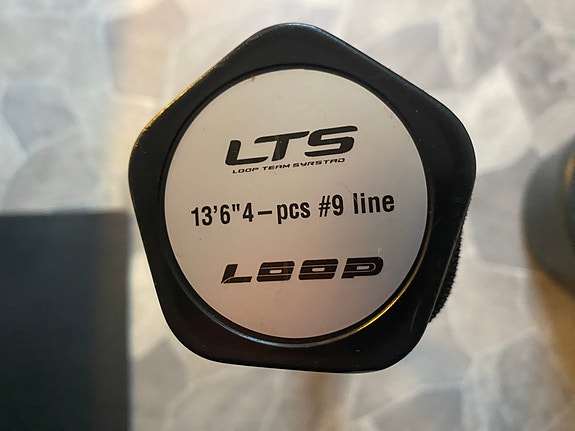 LTS
LOOP TEAM SYRSTAD
13'6"4-pcs #9 line
LOOP